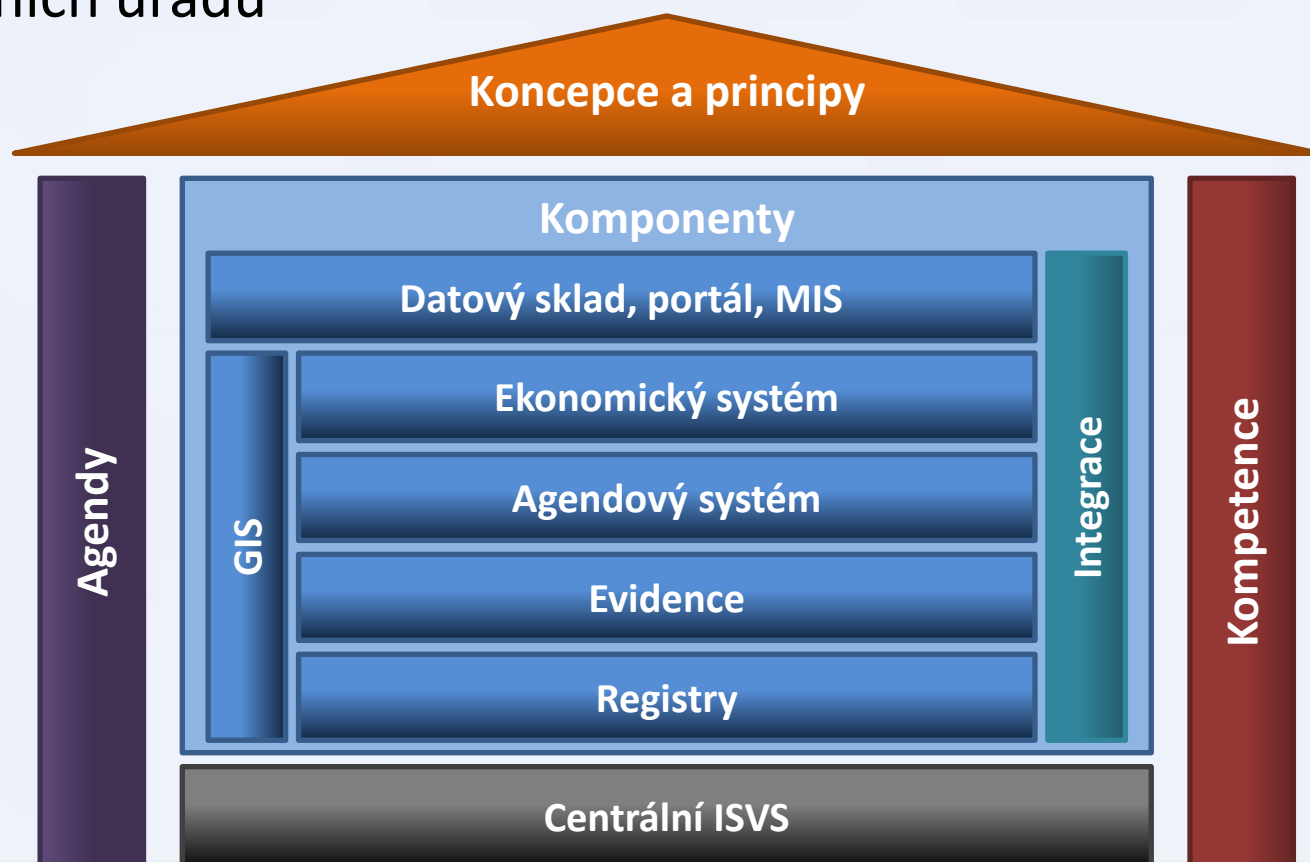 úřadů
Koncepce a principy
Komponenty
Datový sklad, portál, MIS
Ekonomický systém
Agendový systém
Evidence
Registry
GIS
Integrace
Agendy
Kompetence
Centrální ISVS